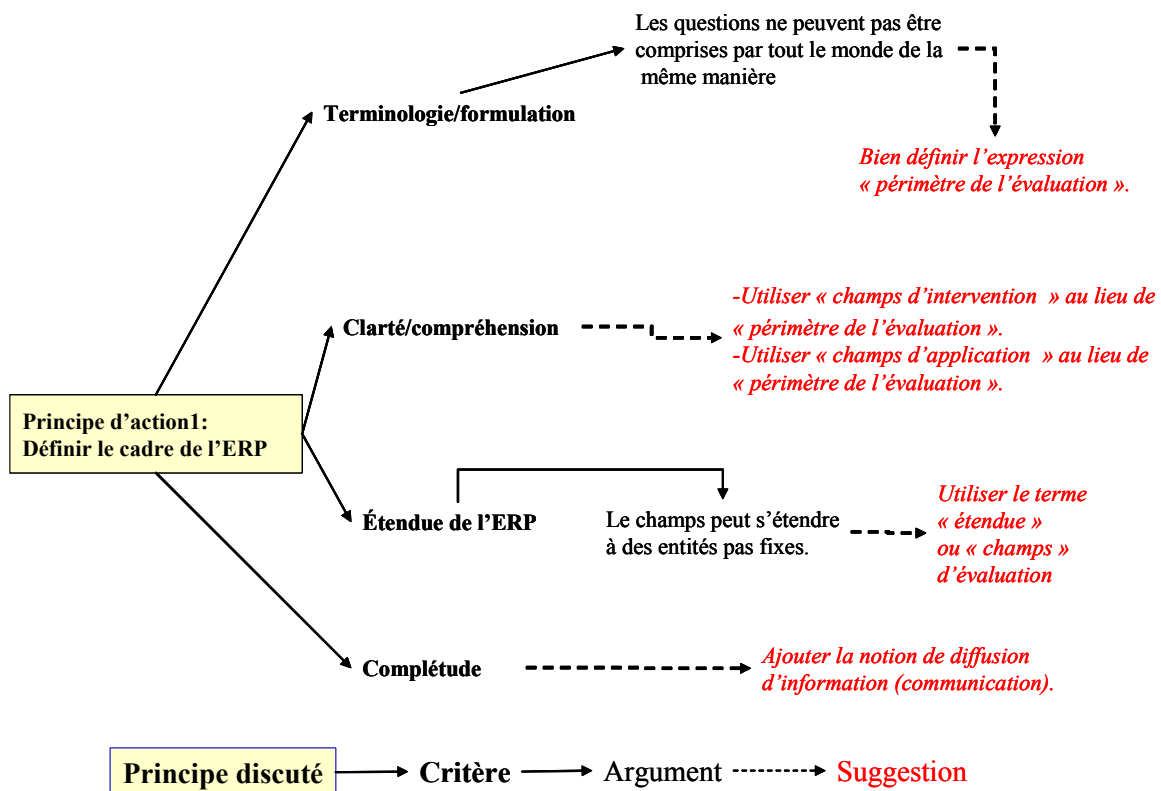 Les questions ne peuvent pas être
comprises par tout le monde de la
même manière
Terminologie/formulation
Bien définir l’expression
« périmètre de l’évaluation ».
Clarté/compréhension
-Utiliser « champs d’intervention » au lieu de
« périmètre de l’évaluation ».
-Utiliser « champs d’application » au lieu de
« périmètre de l’évaluation ».
Principe d’action1:
Définir le cadre de l’ERP
Étendue de l’ERP
Le champs peut s’étendre
à des entités pas fixes.
Utiliser le terme
« étendue »
ou « champs »
d’évaluation
Complétude
Ajouter la notion de diffusion
d’information (communication).
Principe discuté
Critère
Argument
Suggestion